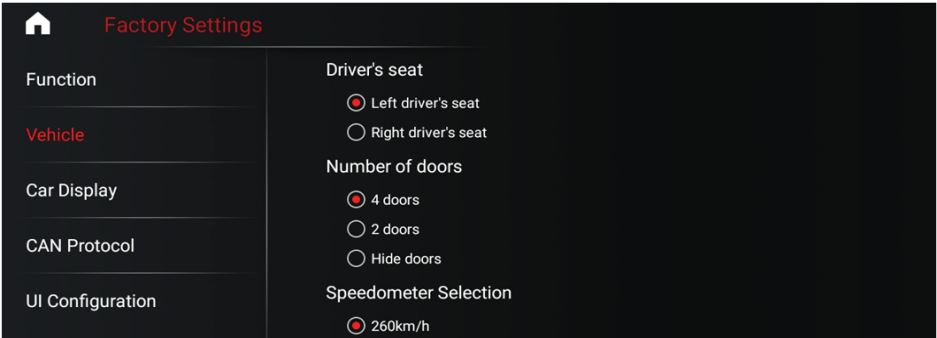 Factory Settings
Function
Vehicle
Car Display
CAN Protocol
UI Configuration
Driver's seat
Left driver's seat
Right driver's seat
Number of doors
4 doors
2 doors
Hide doors
Speedometer Selection
260km/h